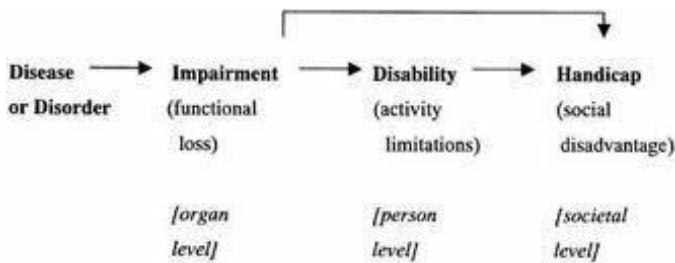 Disease Impairment Disability Handicap
or Disorder (functional (activity (social
loss) limitations) disadvantage)
[organ [person [societal
level] level] level]